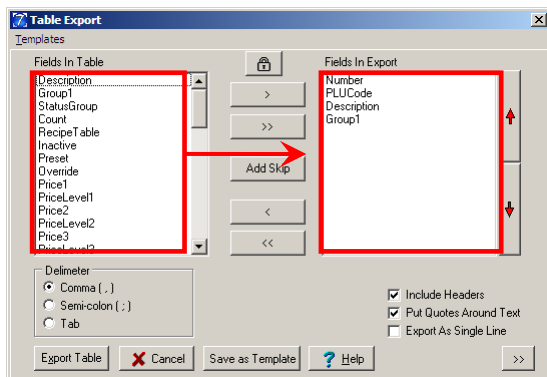 Table Export
Templates
Fields In Table
Fields In Export
Description
Group1
StatusGroup
Count
RecipeTable
Inactive
Preset
Override
Price1
PriceLevel1
Price2
PriceLevel2
Price3
PriceLevel3
>
>>
Add Skip
<
<<
Number
PLUCode
Description
Group1
Delimeter
Comma ( , )
Semi-colon ( ; )
Tab
Include Headers
Put Quotes Around Text
Export As Single Line
Export Table
Cancel
Save as Template
? Help
>>